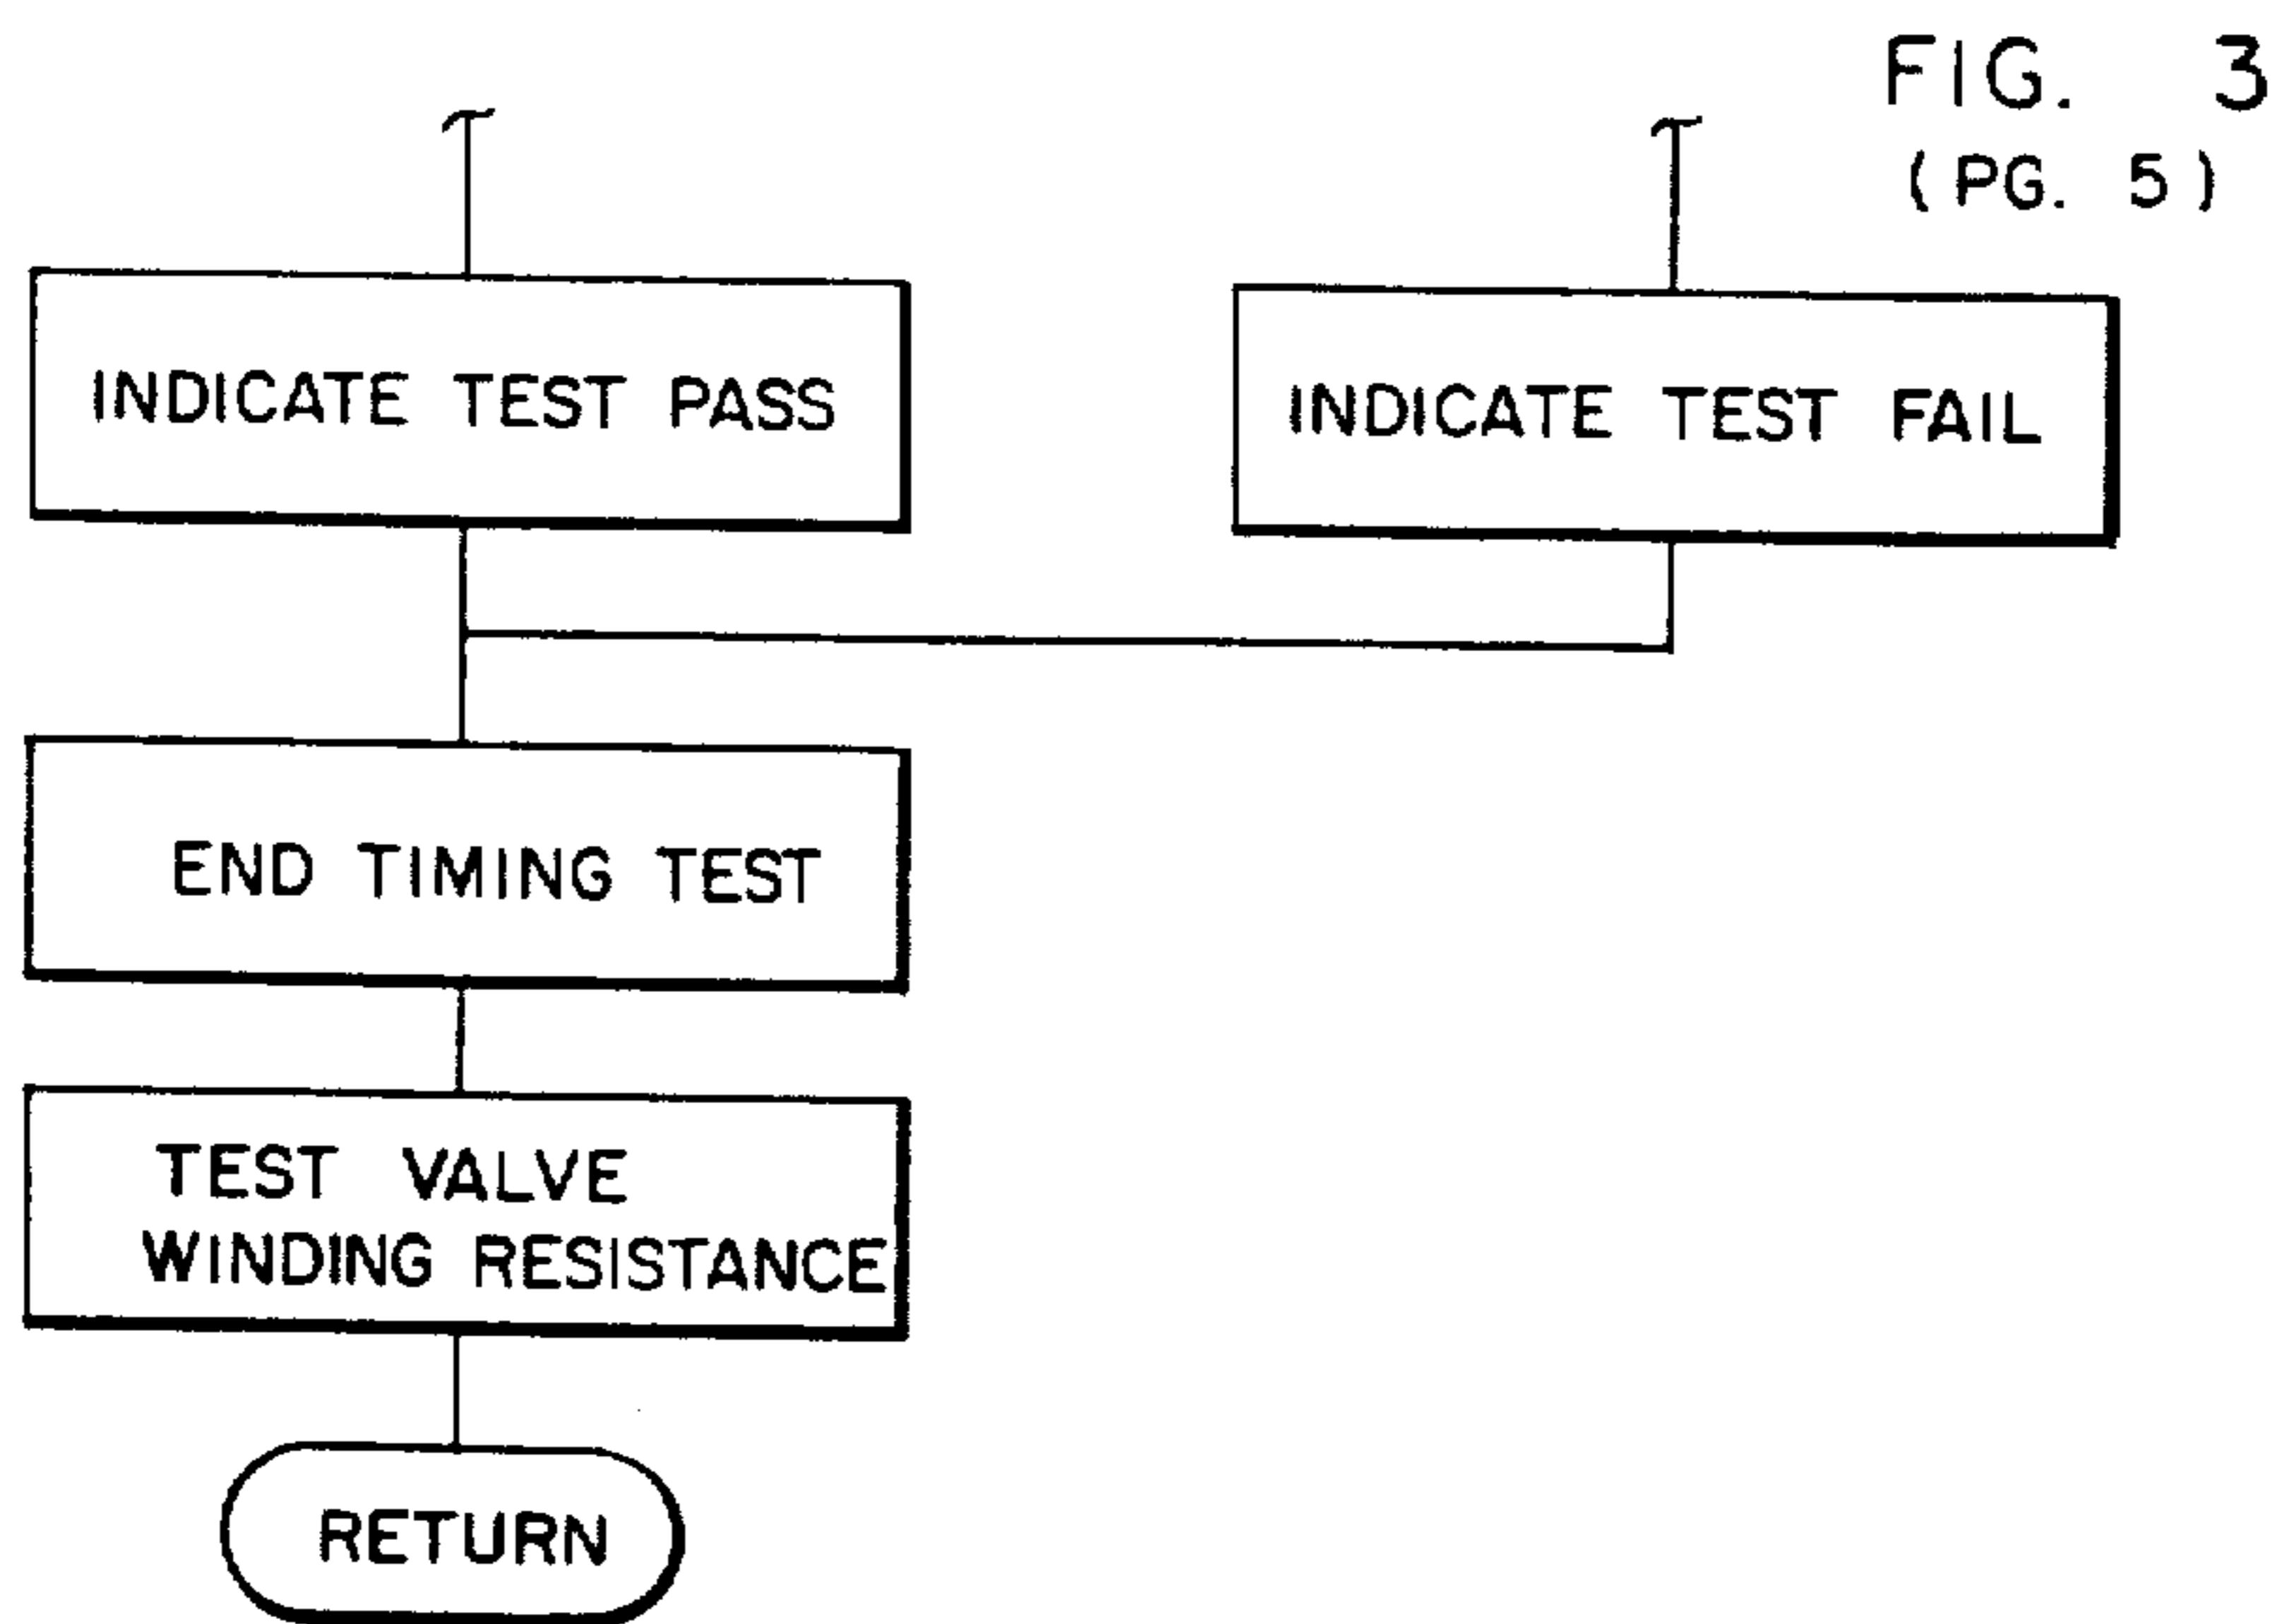 FIG. 3
(PG. 5)
INDICATE TEST PASS
INDICATE TEST FAIL
END TIMING TEST
TEST VALVE
WINDING RESISTANCE
RETURN